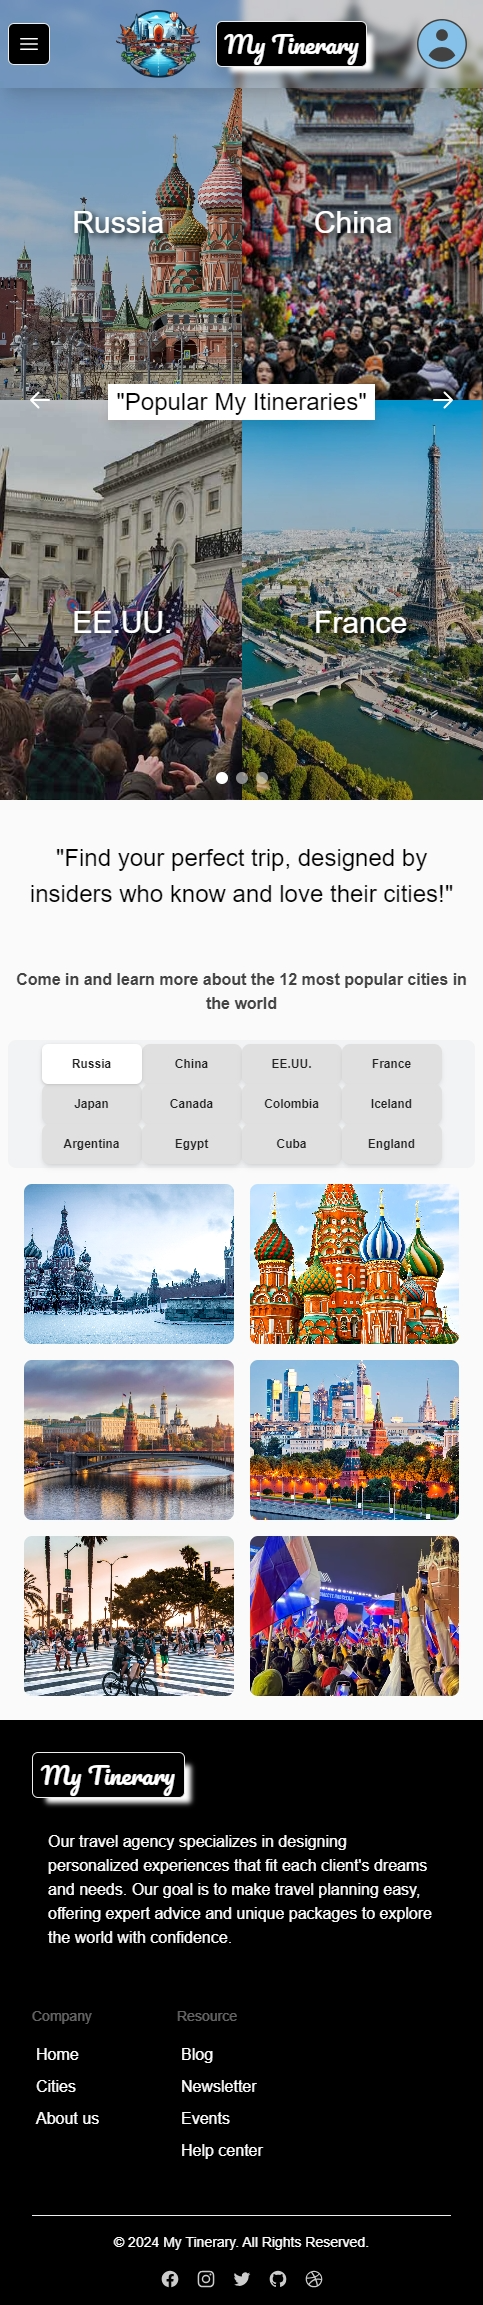 My Tinerary
Russia
China
"Popular My Itineraries"
EE.UU.
France
"Find your perfect trip, designed by
insiders who know and love their cities!"
Come in and learn more about the 12 most popular cities in
the world
Russia
China
EE.UU.
France
Japan
Canada
Colombia
Iceland
Argentina
Egypt
Cuba
England
My Tinerary
Our travel agency specializes in designing
personalized experiences that fit each client's dreams
and needs. Our goal is to make travel planning easy,
offering expert advice and unique packages to explore
the world with confidence.
Company
Home
Cities
About us
Resource
Blog
Newsletter
Events
Help center
© 2024 My Tinerary. All Rights Reserved.